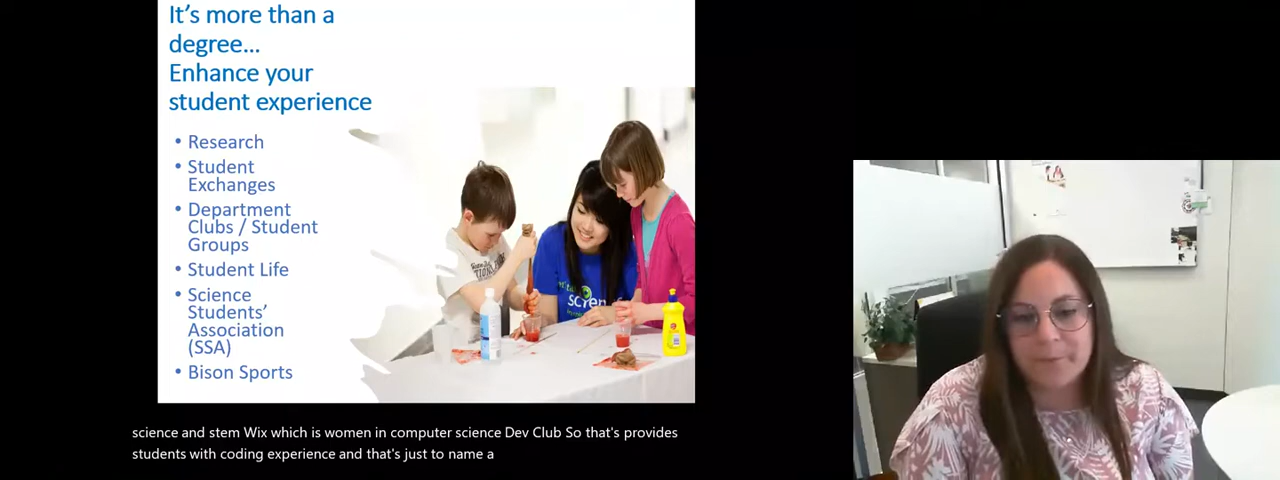 It's more than a
degree...
Enhance your
student experience
• Research
• Student
Exchanges
• Department
Clubs / Student
Groups
• Student Life
• Science
Students'
Association
(SSA)
• Bison Sports
science and stem Wix which is women in computer science Dev Club So that's provides
students with coding experience and that's just to name a